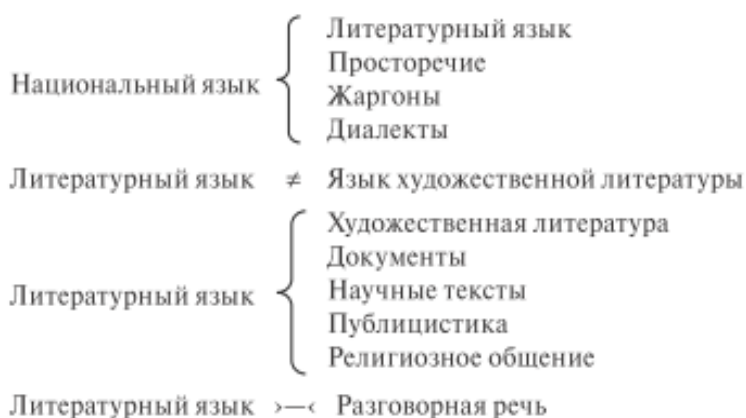 Национальный язык { Литературный язык
Просторечие
Жаргоны
Диалекты
Литературный язык ≠ Язык художественной литературы
Литературный язык { Художественная литература
Документы
Научные тексты
Публицистика
Религиозное общение
Литературный язык ›—‹ Разговорная речь